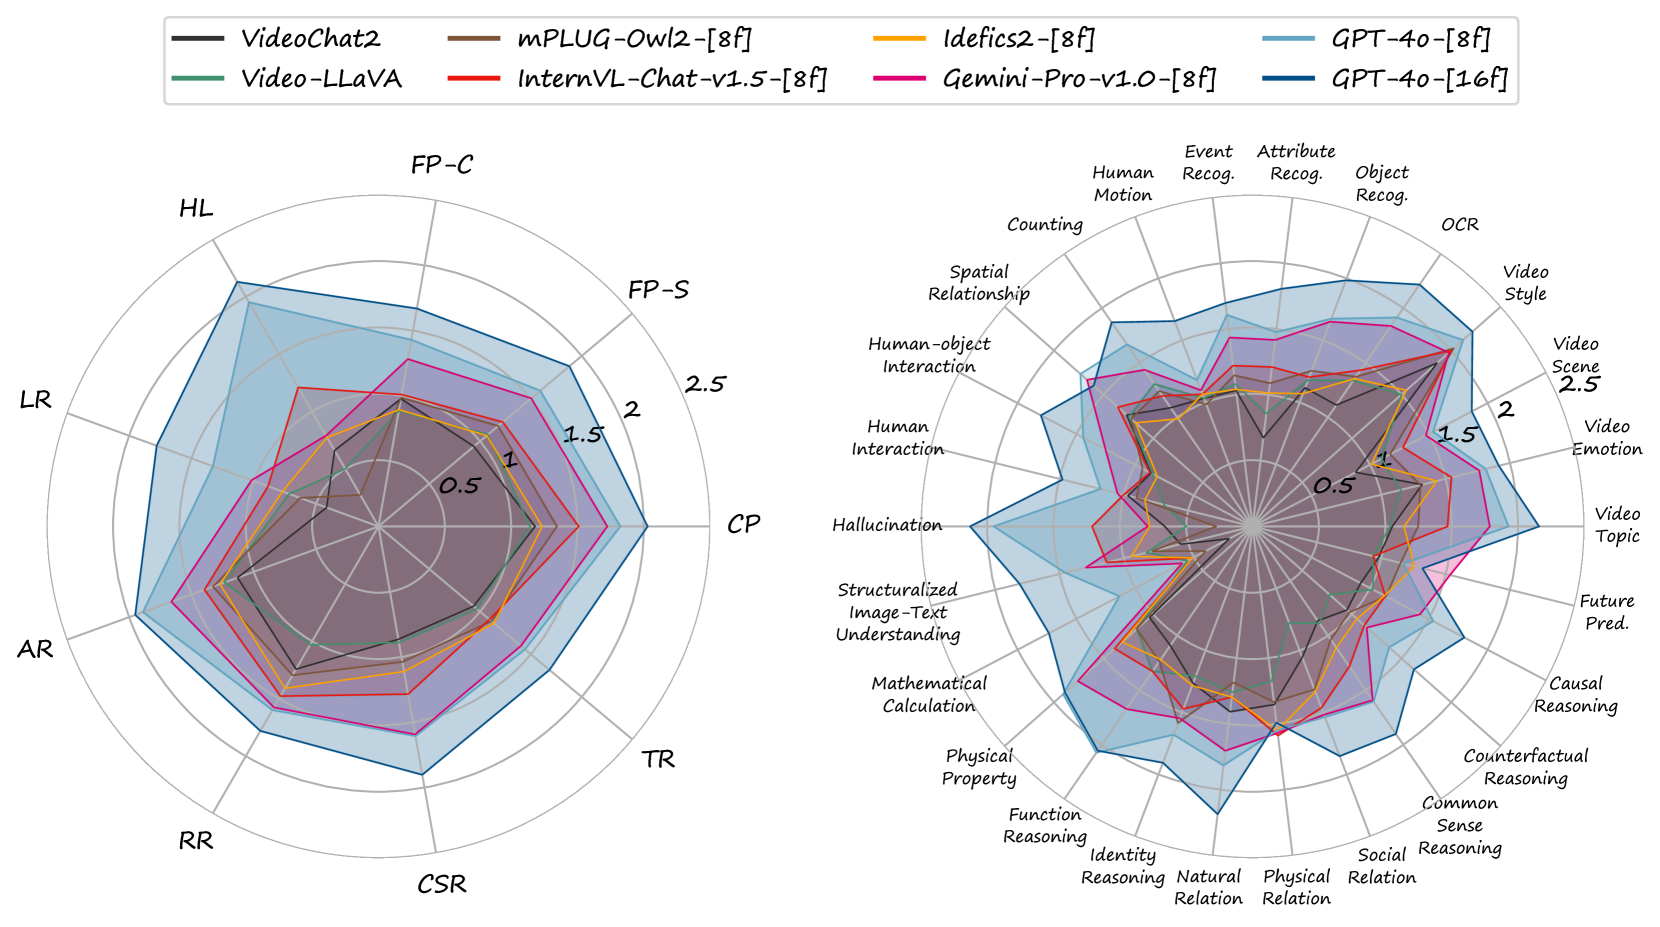 VideoChat2
mPLUG-Owl2-[8f]
Idefics2-[8f]
GPT-4o-[8f]
Video-LLaVA
InternVL-Chat-v1.5-[8f]
Gemini-Pro-v1.0-[8f]
GPT-4o-[16f]
FP-C
HL
FP-S
LR
CP
AR
TR
RR
CSR
0.5
1
1.5
2
2.5
Event
Recog.
Attribute
Recog.
Human
Motion
Object
Recog.
Counting
OCR
Spatial
Relationship
Video
Style
Human-object
Interaction
Video
Scene
Human
Interaction
Video
Emotion
Hallucination
Video
Topic
Structuralized
Image-Text
Understanding
Future
Pred.
Mathematical
Calculation
Causal
Reasoning
Physical
Property
Counterfactual
Reasoning
Function
Reasoning
Common
Sense
Reasoning
Identity
Reasoning
Social
Relation
Natural
Relation
Physical
Relation
0.5
1
1.5
2
2.5